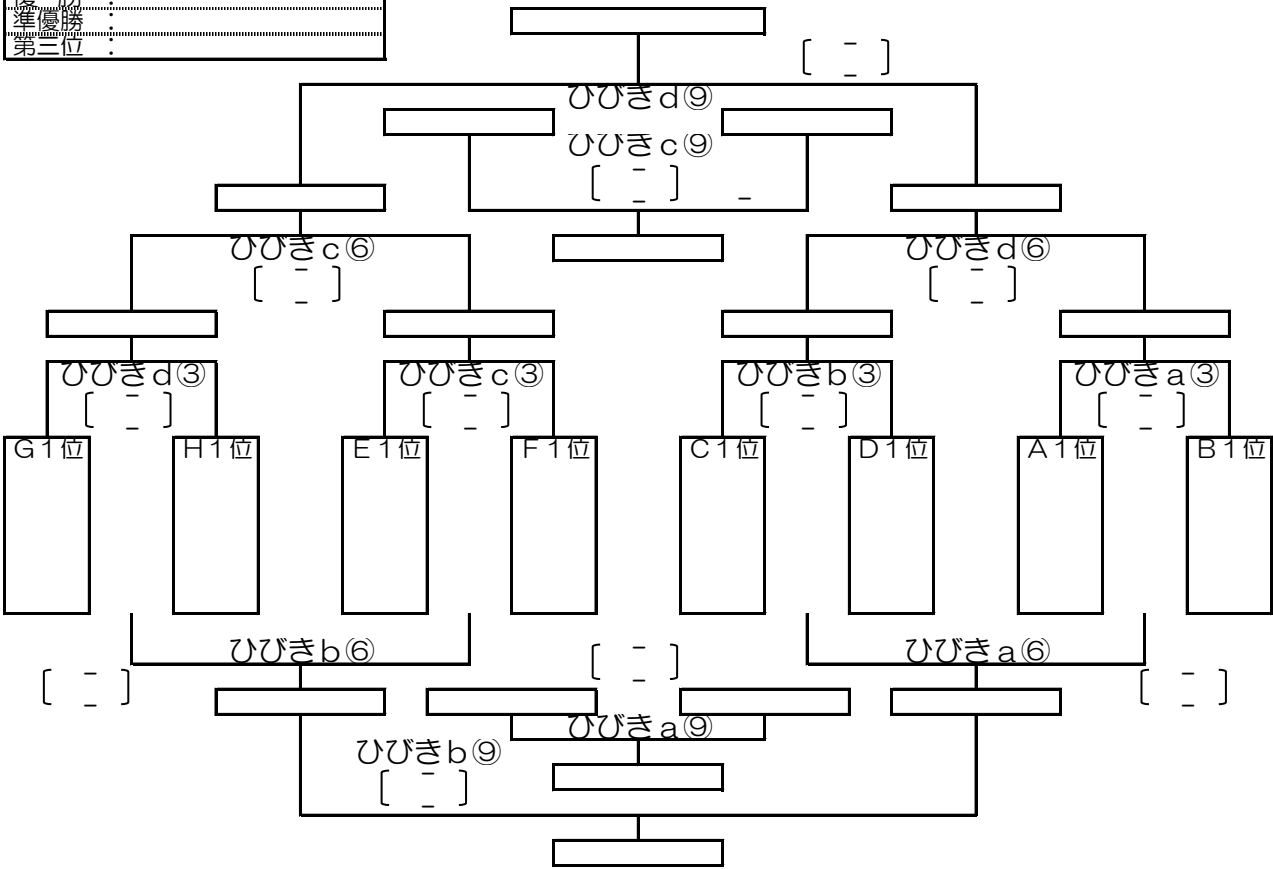 優　勝　：
準優勝　：
第三位　：
［　－　－　］
ひびきｄ⑨
ひびきｃ⑨
［　－　－　］　－
ひびきｃ⑥　ひびきｄ⑥
［　－　－　］　［　－　－　］
ひびきｄ③　ひびきｃ③　ひびきｂ③　ひびきａ③
［　－　－　］　［　－　－　］　［　－　－　］　［　－　－　］
Ｇ１位　Ｈ１位　Ｅ１位　Ｆ１位　Ｃ１位　Ｄ１位　Ａ１位　Ｂ１位
ひびきｂ⑥　［　－　－　］　ひびきａ⑥
［　－　－　］　［　－　－　］
ひびきａ⑨
ひびきｂ⑨
［　－　－　］